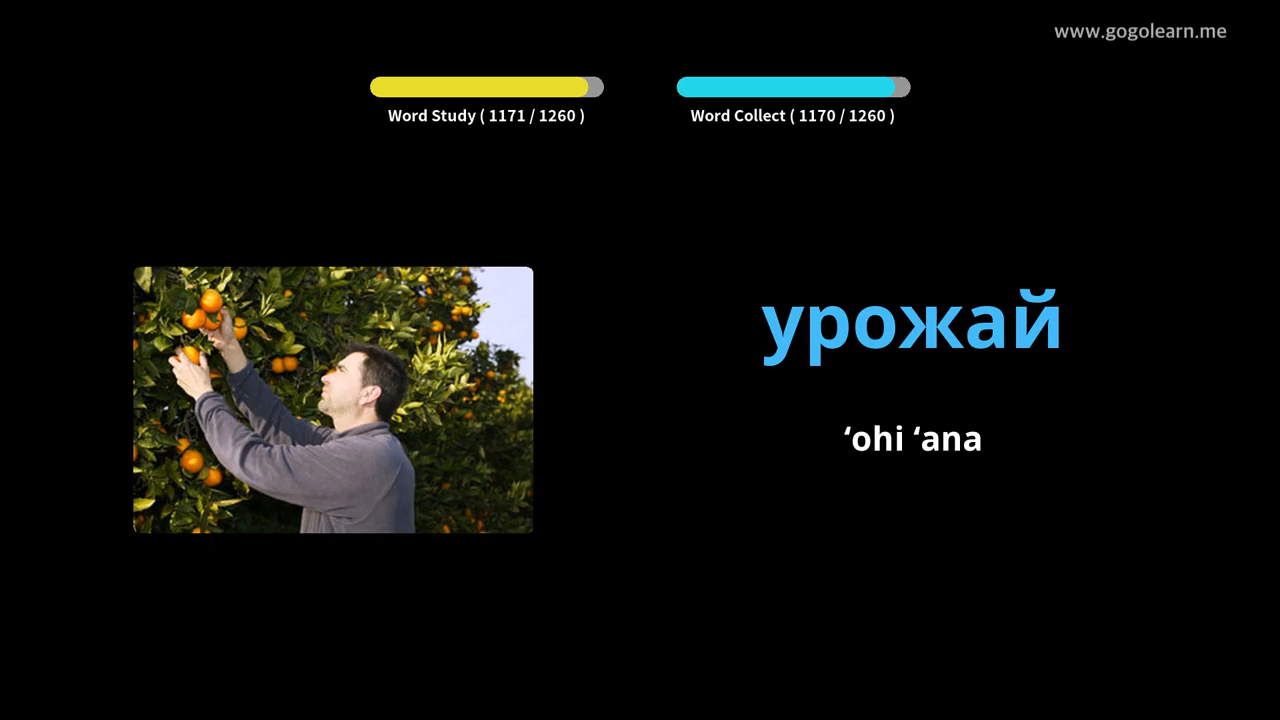 www.gogolearn.me
Word Study ( 1171 / 1260 )
Word Collect ( 1170 / 1260 )
урожай
ʻohi ʻana